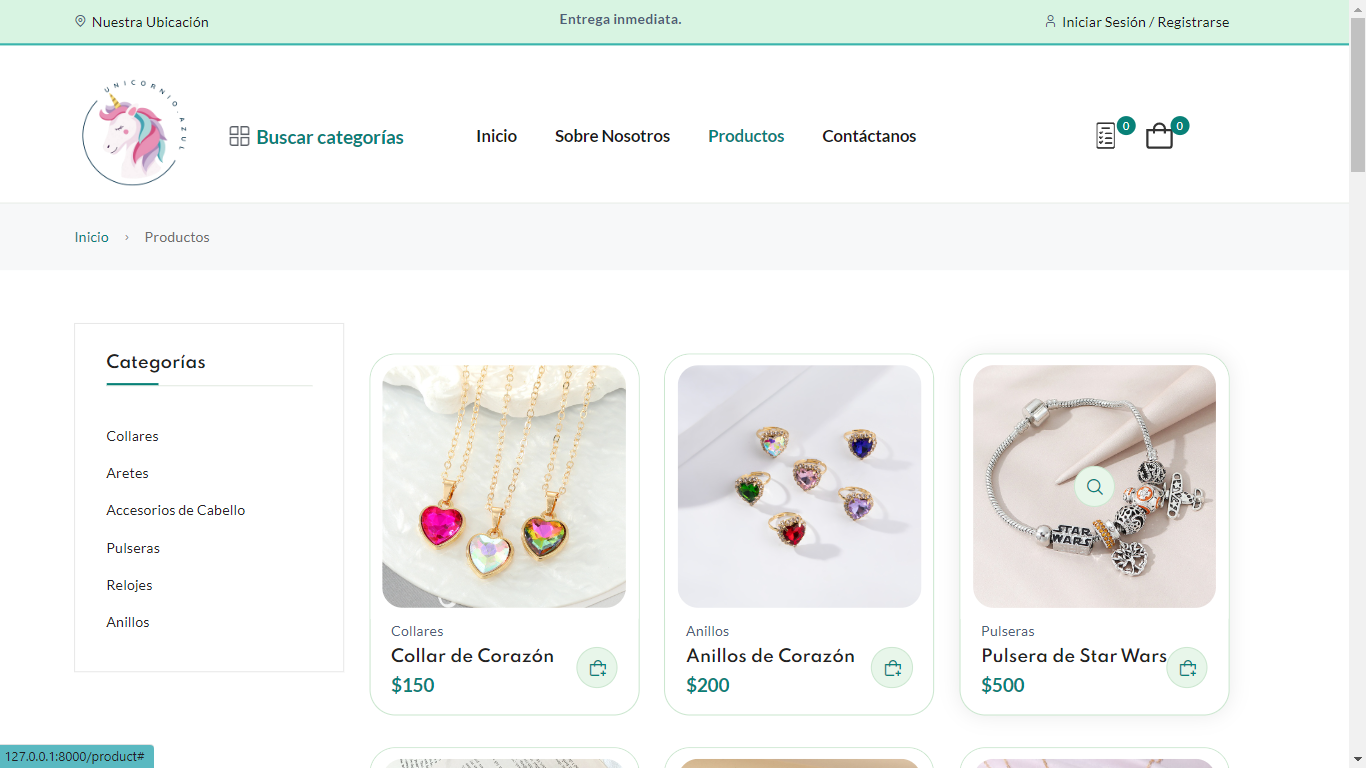 Nuestra Ubicación
Entrega inmediata.
Iniciar Sesión / Registrarse
UNICORNIO·AZUL
Buscar categorías
Inicio
Sobre Nosotros
Productos
Contáctanos
0
0
Inicio › Productos
Categorías
Collares
Aretes
Accesorios de Cabello
Pulseras
Relojes
Anillos
Collares
Collar de Corazón
$150
Anillos
Anillos de Corazón
$200
STAR
WARS
Pulseras
Pulsera de Star Wars
$500
127.0.0.1:8000/product#